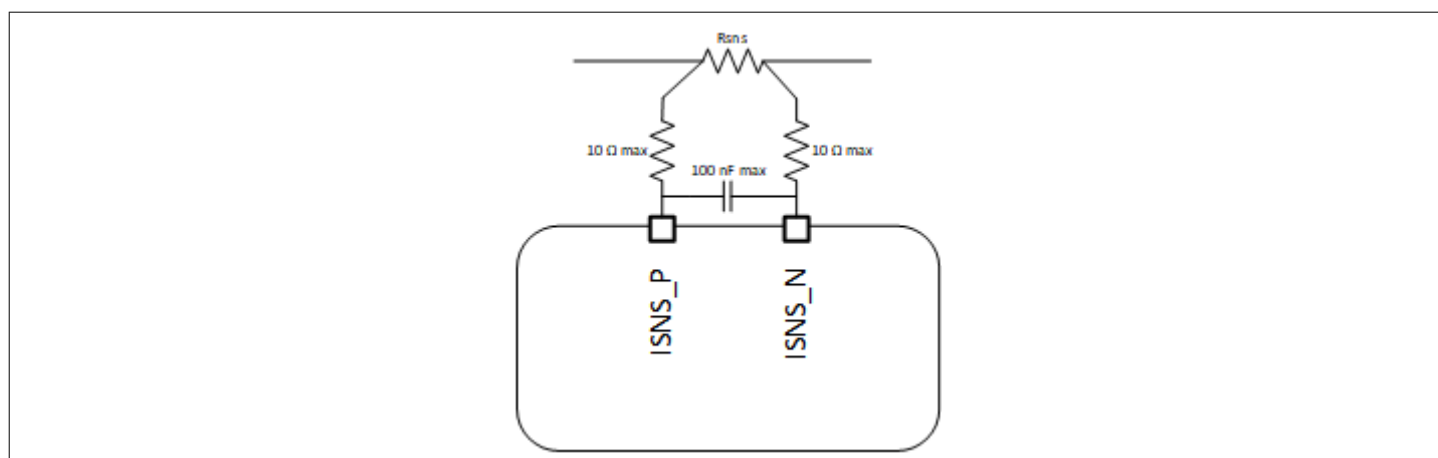 Rsns
10 Ω max
10 Ω max
100 nF max
ISNS_P
ISNS_N